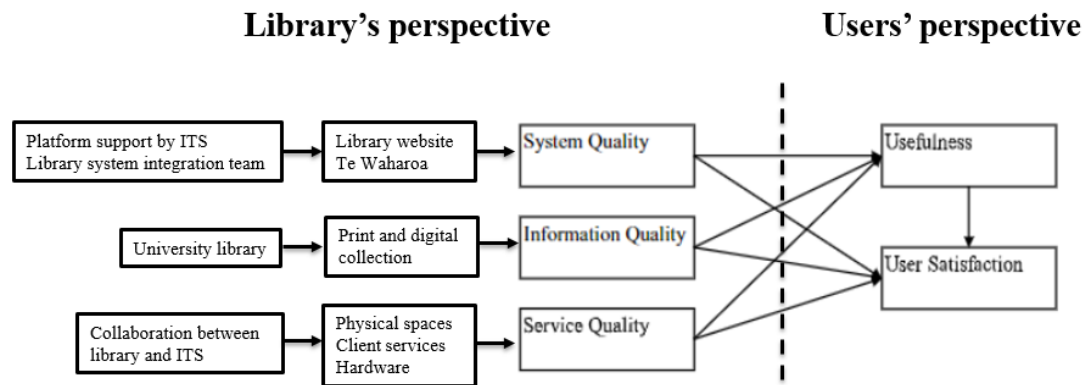 Library’s perspective
Users’ perspective
Platform support by ITS
Library system integration team
Library website
Te Waharoa
System Quality
Usefulness
University library
Print and digital
collection
Information Quality
User Satisfaction
Collaboration between
library and ITS
Physical spaces
Client services
Hardware
Service Quality